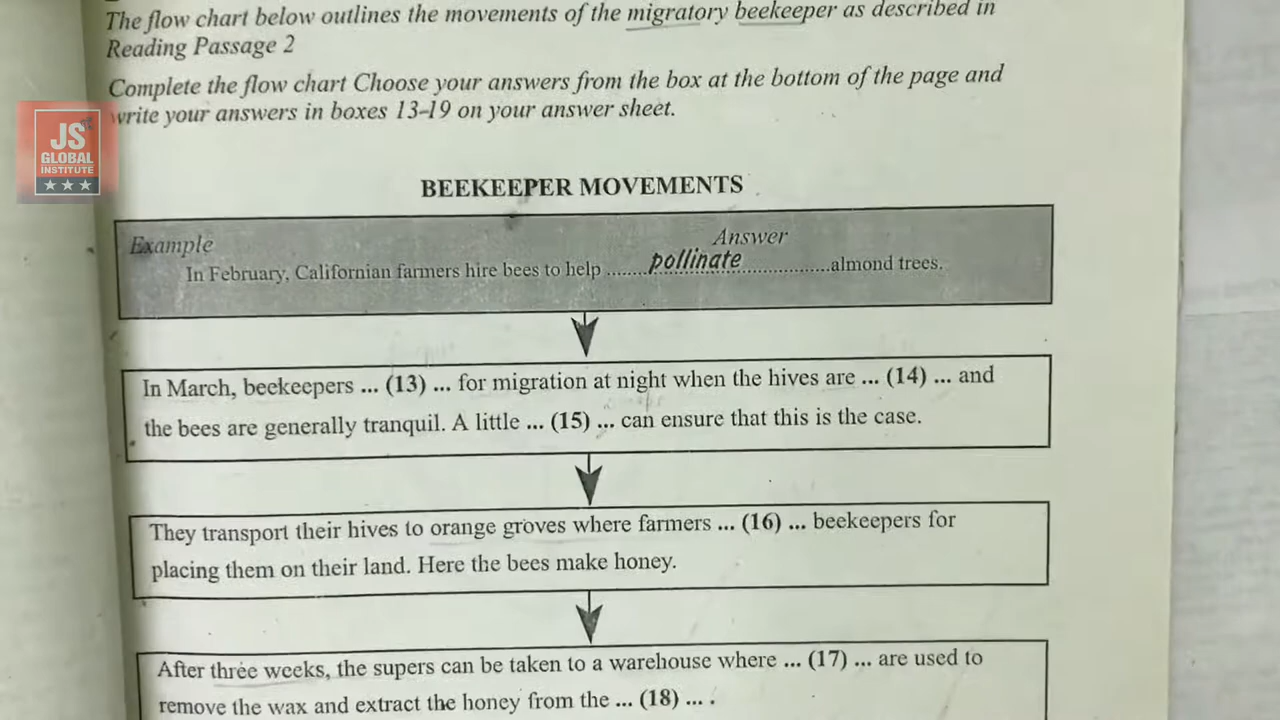 The flow chart below outlines the movements of the migratory beekeeper as described in
Reading Passage 2
Complete the flow chart Choose your answers from the box at the bottom of the page and
write your answers in boxes 13–19 on your answer sheet.
JS
GLOBAL
INSTITUTE
BEEKEEPER MOVEMENTS
Example
Answer
In February, Californian farmers hire bees to help ........pollinate................almond trees.
In March, beekeepers ... (13) ... for migration at night when the hives are ... (14) ... and
the bees are generally tranquil. A little ... (15) ... can ensure that this is the case.
They transport their hives to orange groves where farmers ... (16) ... beekeepers for
placing them on their land. Here the bees make honey.
After three weeks, the supers can be taken to a warehouse where ... (17) ... are used to
remove the wax and extract the honey from the ... (18) ... .